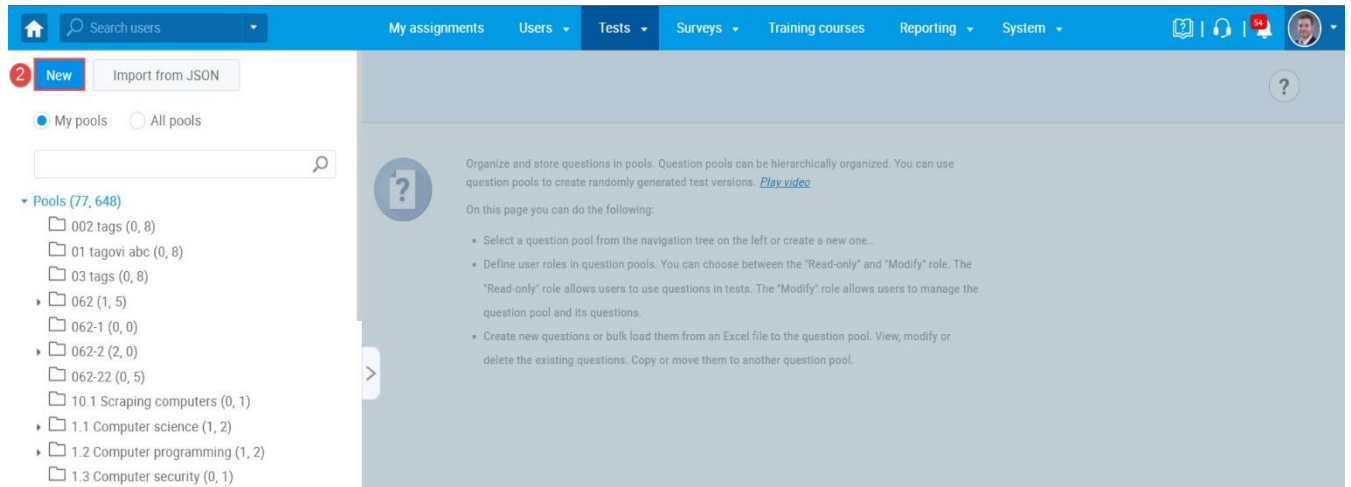 Search users
My assignments
Users
Tests
Surveys
Training courses
Reporting
System
54
2
New
Import from JSON
My pools
All pools
Pools (77, 648)
002 tags (0, 8)
01 tagovi abc (0, 8)
03 tags (0, 8)
062 (1, 5)
062-1 (0, 0)
062-2 (2, 0)
062-22 (0, 5)
10.1 Scraping computers (0, 1)
1.1 Computer science (1, 2)
1.2 Computer programming (1, 2)
1.3 Computer security (0, 1)
?
?
Organize and store questions in pools. Question pools can be hierarchically organized. You can use
question pools to create randomly generated test versions. Play video
On this page you can do the following:
• Select a question pool from the navigation tree on the left or create a new one..
• Define user roles in question pools. You can choose between the "Read-only" and "Modify" role. The
"Read-only" role allows users to use questions in tests. The "Modify" role allows users to manage the
question pool and its questions.
• Create new questions or bulk load them from an Excel file to the question pool. View, modify or
delete the existing questions. Copy or move them to another question pool.